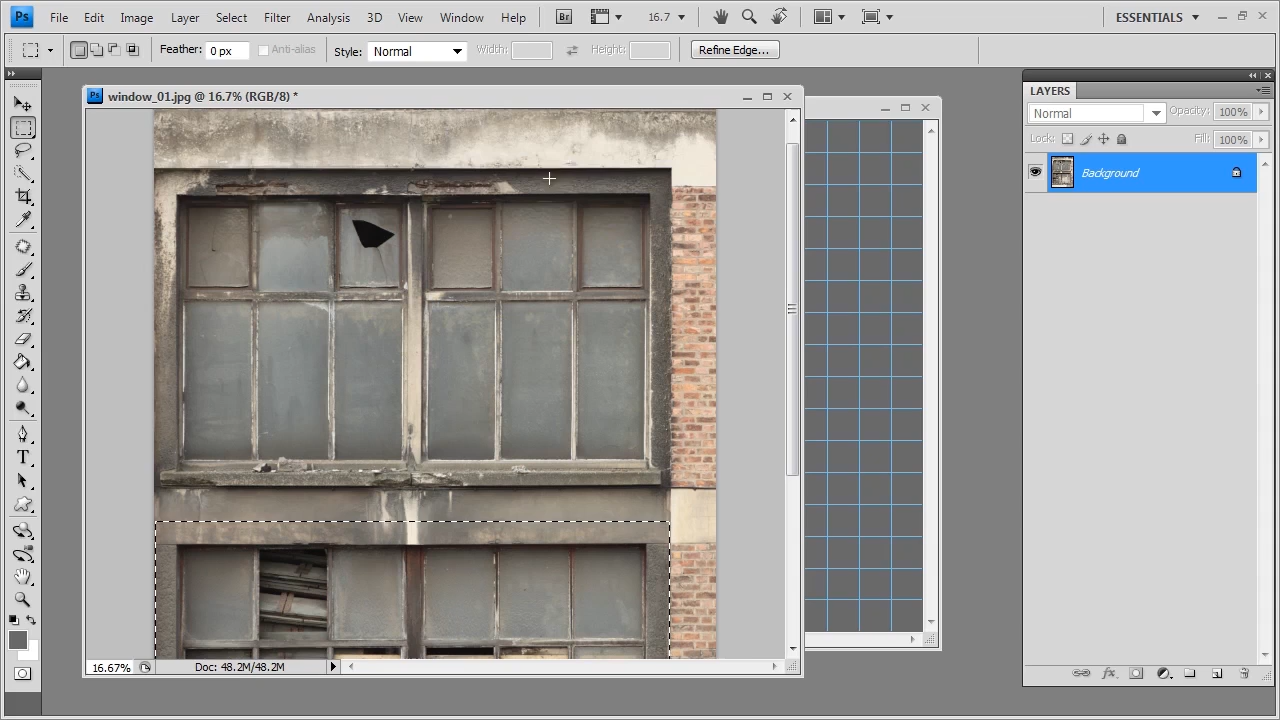 Ps File Edit Image Layer Select Filter Analysis 3D View Window Help Br 16.7 ESSENTIALS
Feather: 0 px Anti-alias Style: Normal Width: Height: Refine Edge...
Ps window_01.jpg @ 16.7% (RGB/8) *
LAYERS
Normal Opacity: 100%
Lock: Fill: 100%
Background
T
16.67% Doc: 48.2M/48.2M
fx